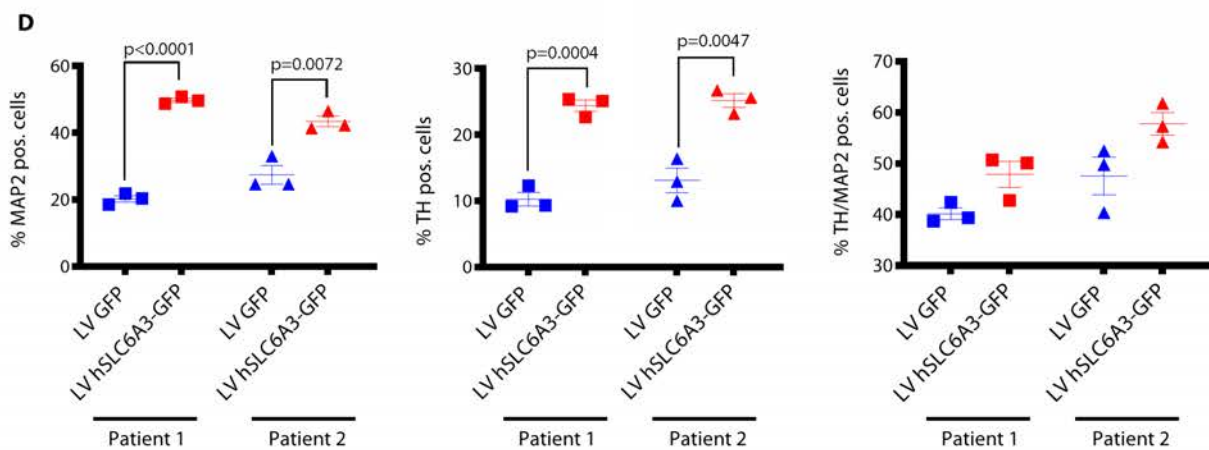 D
p<0.0001
p=0.0072
% MAP2 pos. cells
60
40
20
0
LV GFP
LV hSLC6A3-GFP
LV GFP
LV hSLC6A3-GFP
Patient 1
Patient 2
p=0.0004
p=0.0047
% TH pos. cells
30
20
10
0
LV GFP
LV hSLC6A3-GFP
LV GFP
LV hSLC6A3-GFP
Patient 1
Patient 2
% TH/MAP2 pos. cells
70
60
50
40
30
LV GFP
LV hSLC6A3-GFP
LV GFP
LV hSLC6A3-GFP
Patient 1
Patient 2